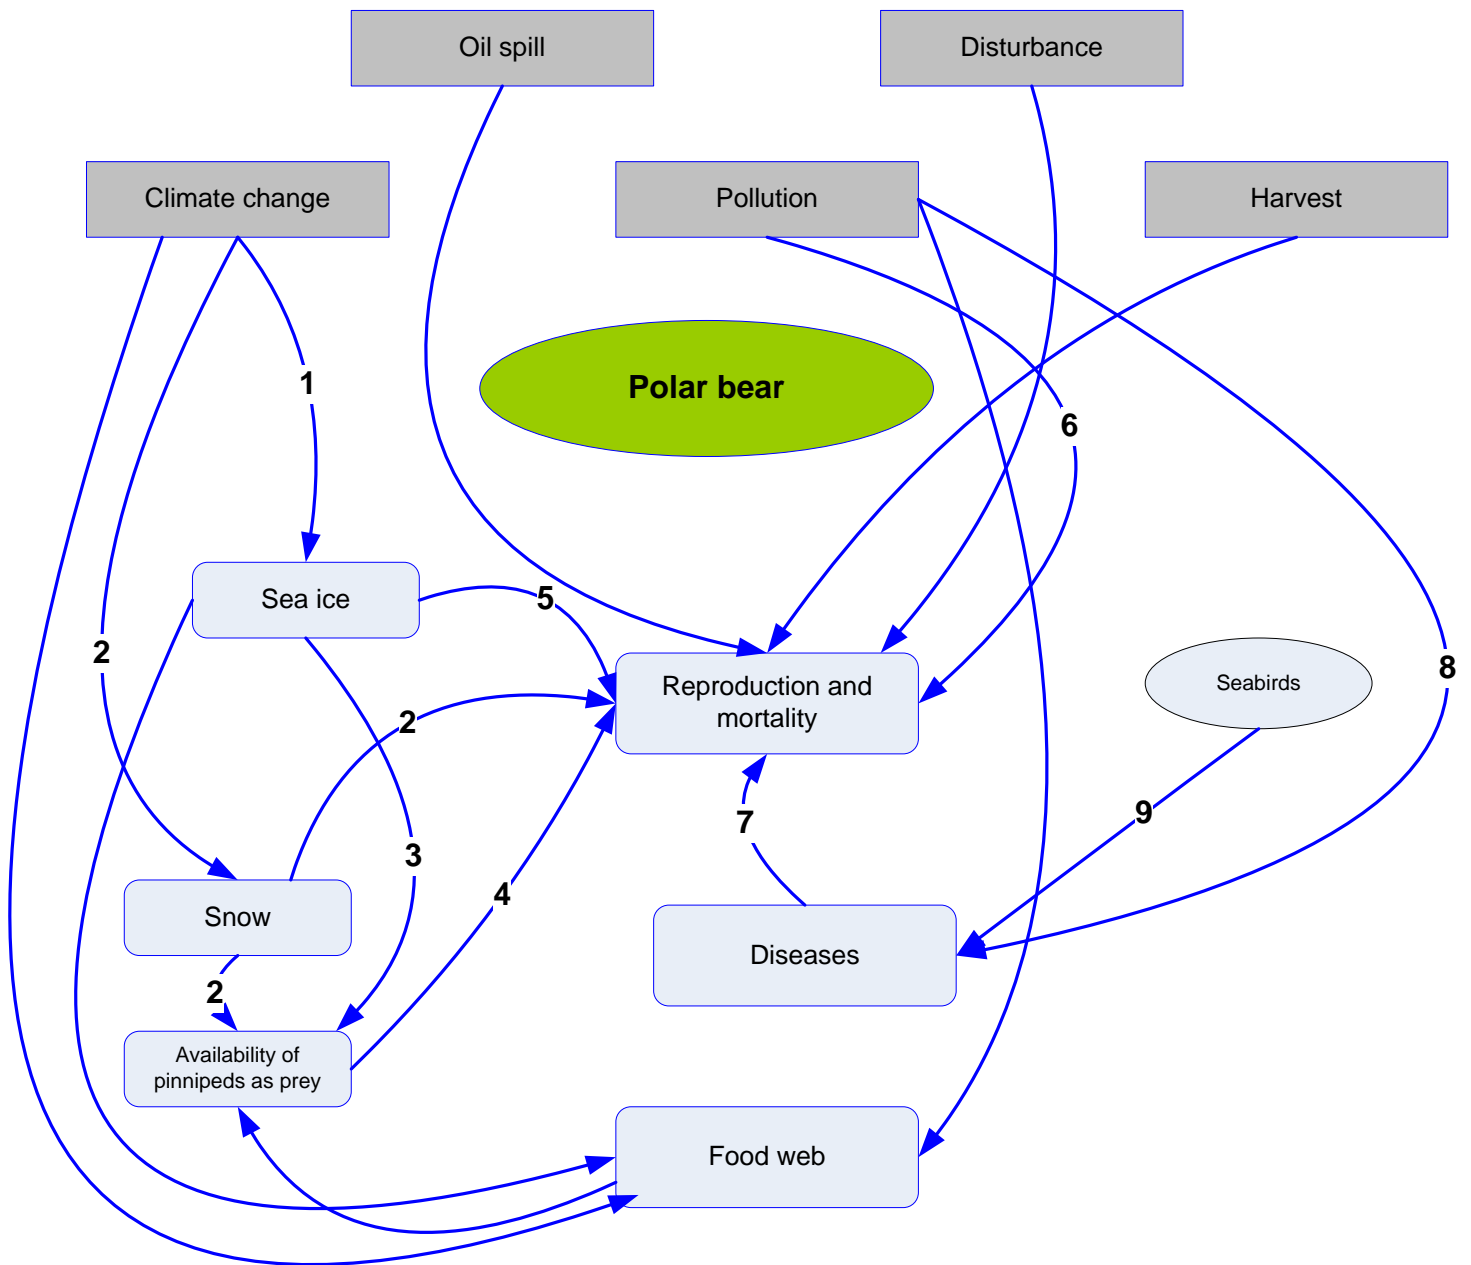 Oil spill
Disturbance
Climate change
Pollution
Harvest
Polar bear
1
6
Sea ice
5
2
Reproduction and
mortality
Seabirds
8
2
9
7
3
4
Snow
Diseases
2
Availability of
pinnipeds as prey
Food web